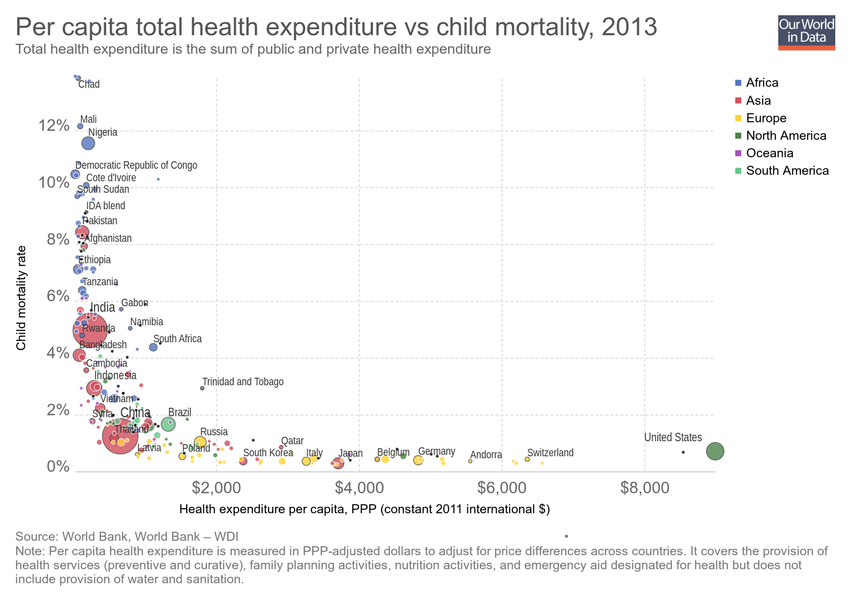 Per capita total health expenditure vs child mortality, 2013
Total health expenditure is the sum of public and private health expenditure
Our World
in Data
Africa
Asia
Europe
North America
Oceania
South America
Chad
Mali
12%
Nigeria
Democratic Republic of Congo
Cote d'Ivoire
10%
South Sudan
IDA blend
Pakistan
8%
Afghanistan
Ethiopia
Tanzania
6%
Gabon
India
Namibia
Rwanda
South Africa
Bangladesh
4%
Cambodia
Indonesia
Trinidad and Tobago
Vietnam
2%
Syria
China
Brazil
Thailand
Russia
Qatar
United States
Latvia
Poland
South Korea
Italy
Japan
Belgium
Germany
Andorra
Switzerland
0%
Child mortality rate
$2,000
$4,000
$6,000
$8,000
Health expenditure per capita, PPP (constant 2011 international $)
Source: World Bank, World Bank – WDI
Note: Per capita health expenditure is measured in PPP-adjusted dollars to adjust for price differences across countries. It covers the provision of
health services (preventive and curative), family planning activities, nutrition activities, and emergency aid designated for health but does not
include provision of water and sanitation.